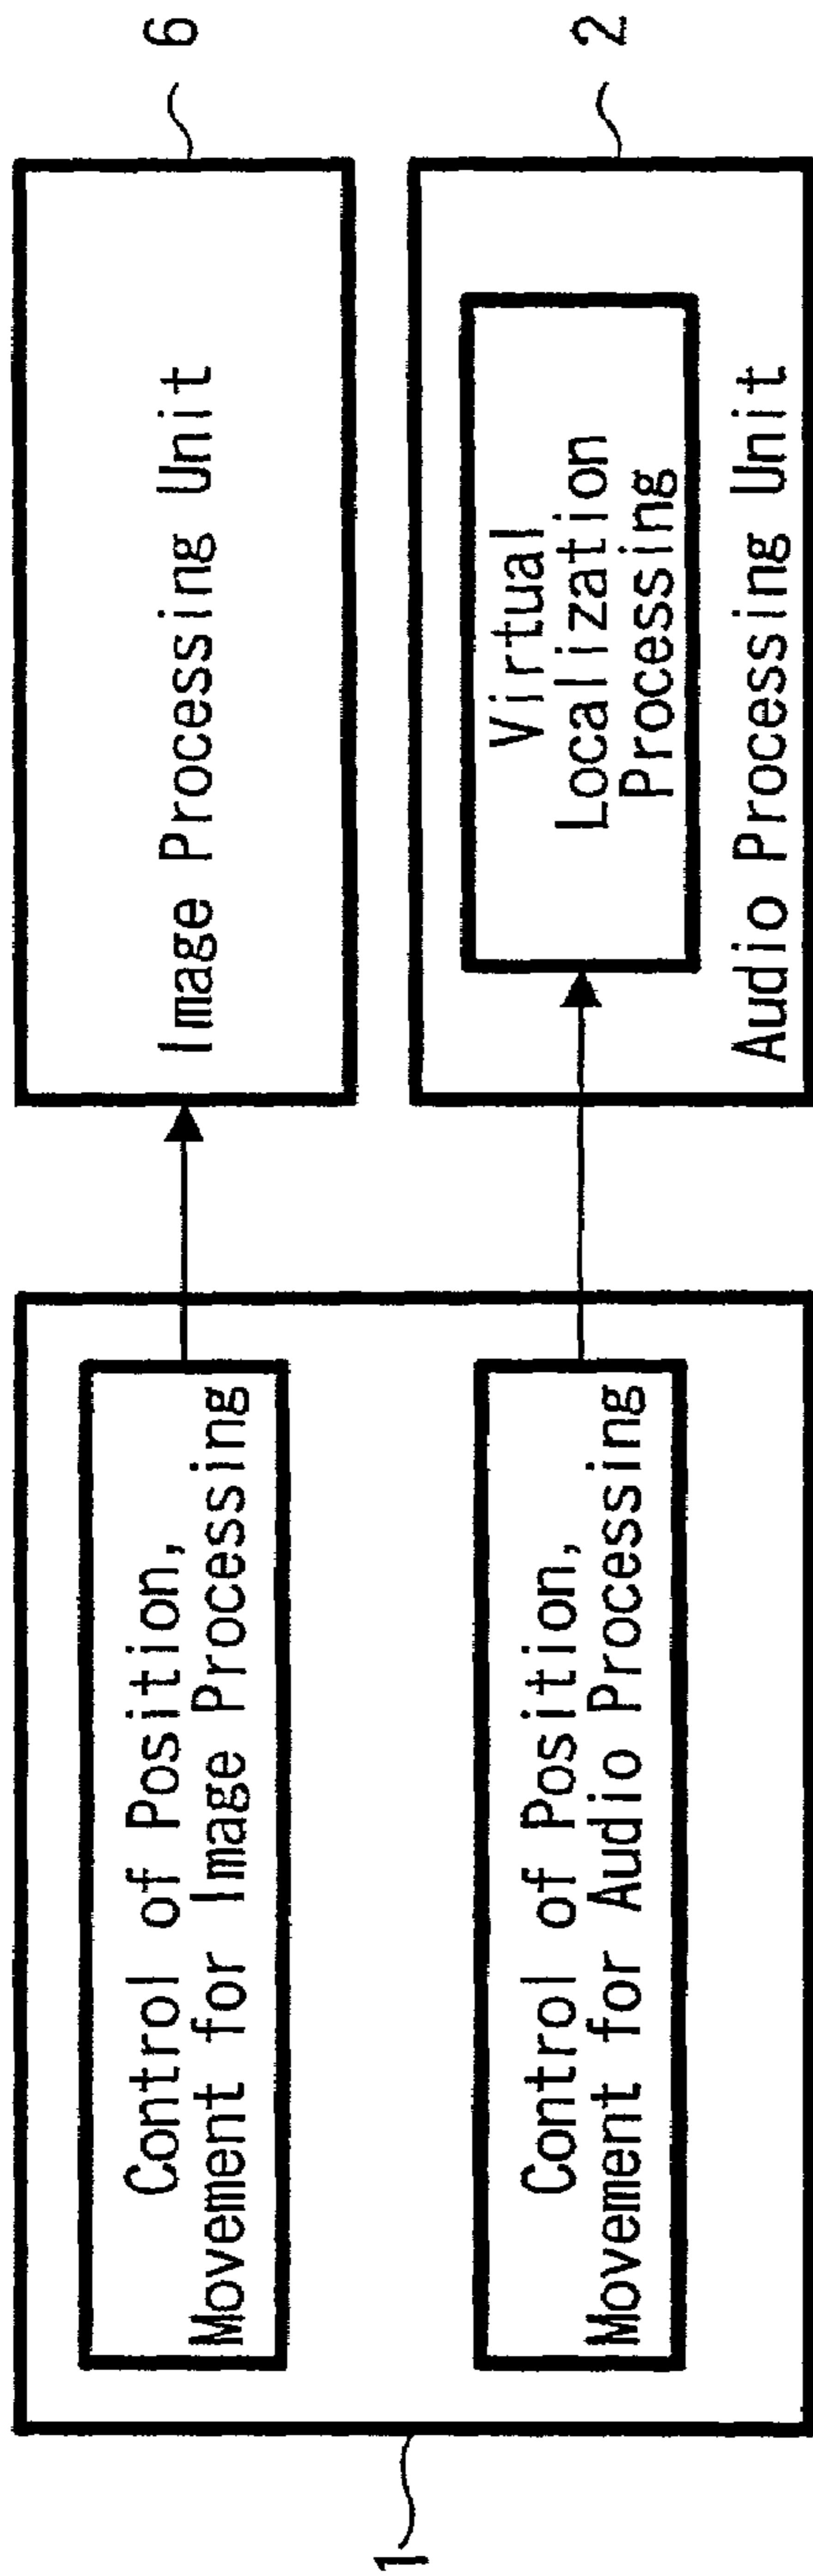 1
Control of Position,
Movement for Image Processing
Control of Position,
Movement for Audio Processing
Image Processing Unit
6
Virtual
Localization
Processing
Audio Processing Unit
2